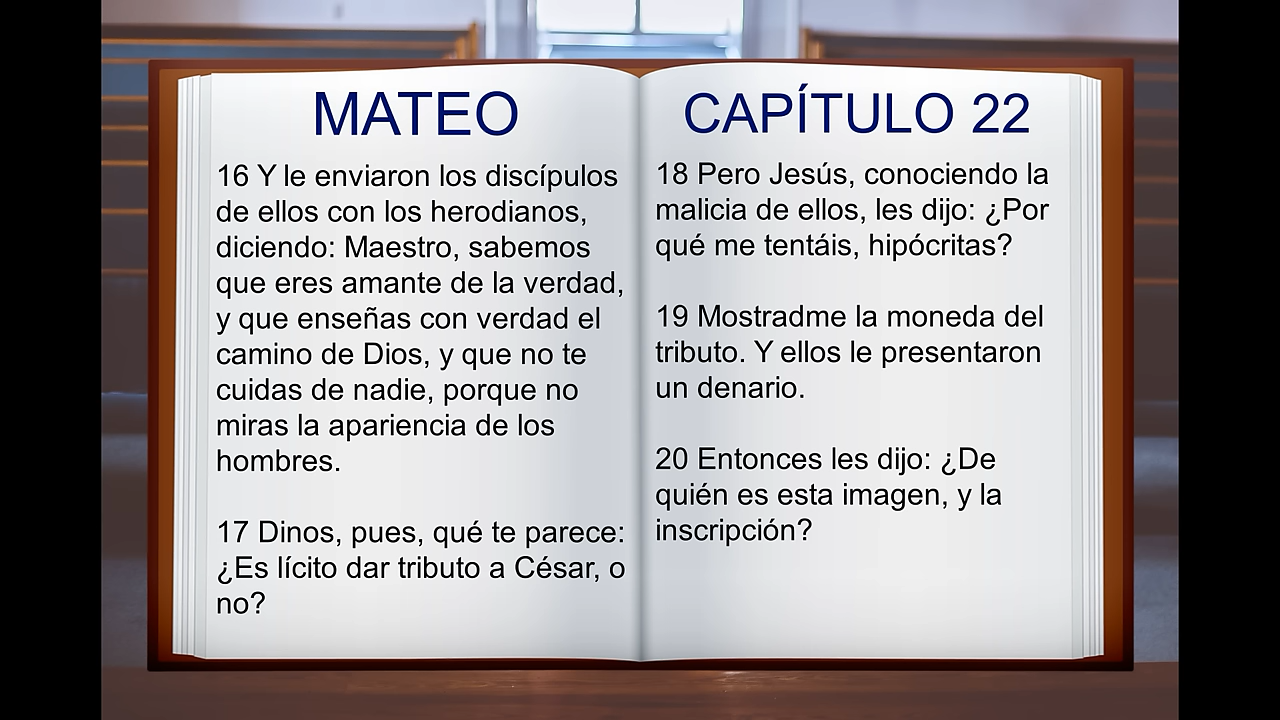 MATEO
16 Y le enviaron los discípulos
de ellos con los herodianos,
diciendo: Maestro, sabemos
que eres amante de la verdad,
y que enseñas con verdad el
camino de Dios, y que no te
cuidas de nadie, porque no
miras la apariencia de los
hombres.
17 Dinos, pues, qué te parece:
¿Es lícito dar tributo a César, o
no?
CAPÍTULO 22
18 Pero Jesús, conociendo la
malicia de ellos, les dijo: ¿Por
qué me tentáis, hipócritas?
19 Mostradme la moneda del
tributo. Y ellos le presentaron
un denario.
20 Entonces les dijo: ¿De
quién es esta imagen, y la
inscripción?